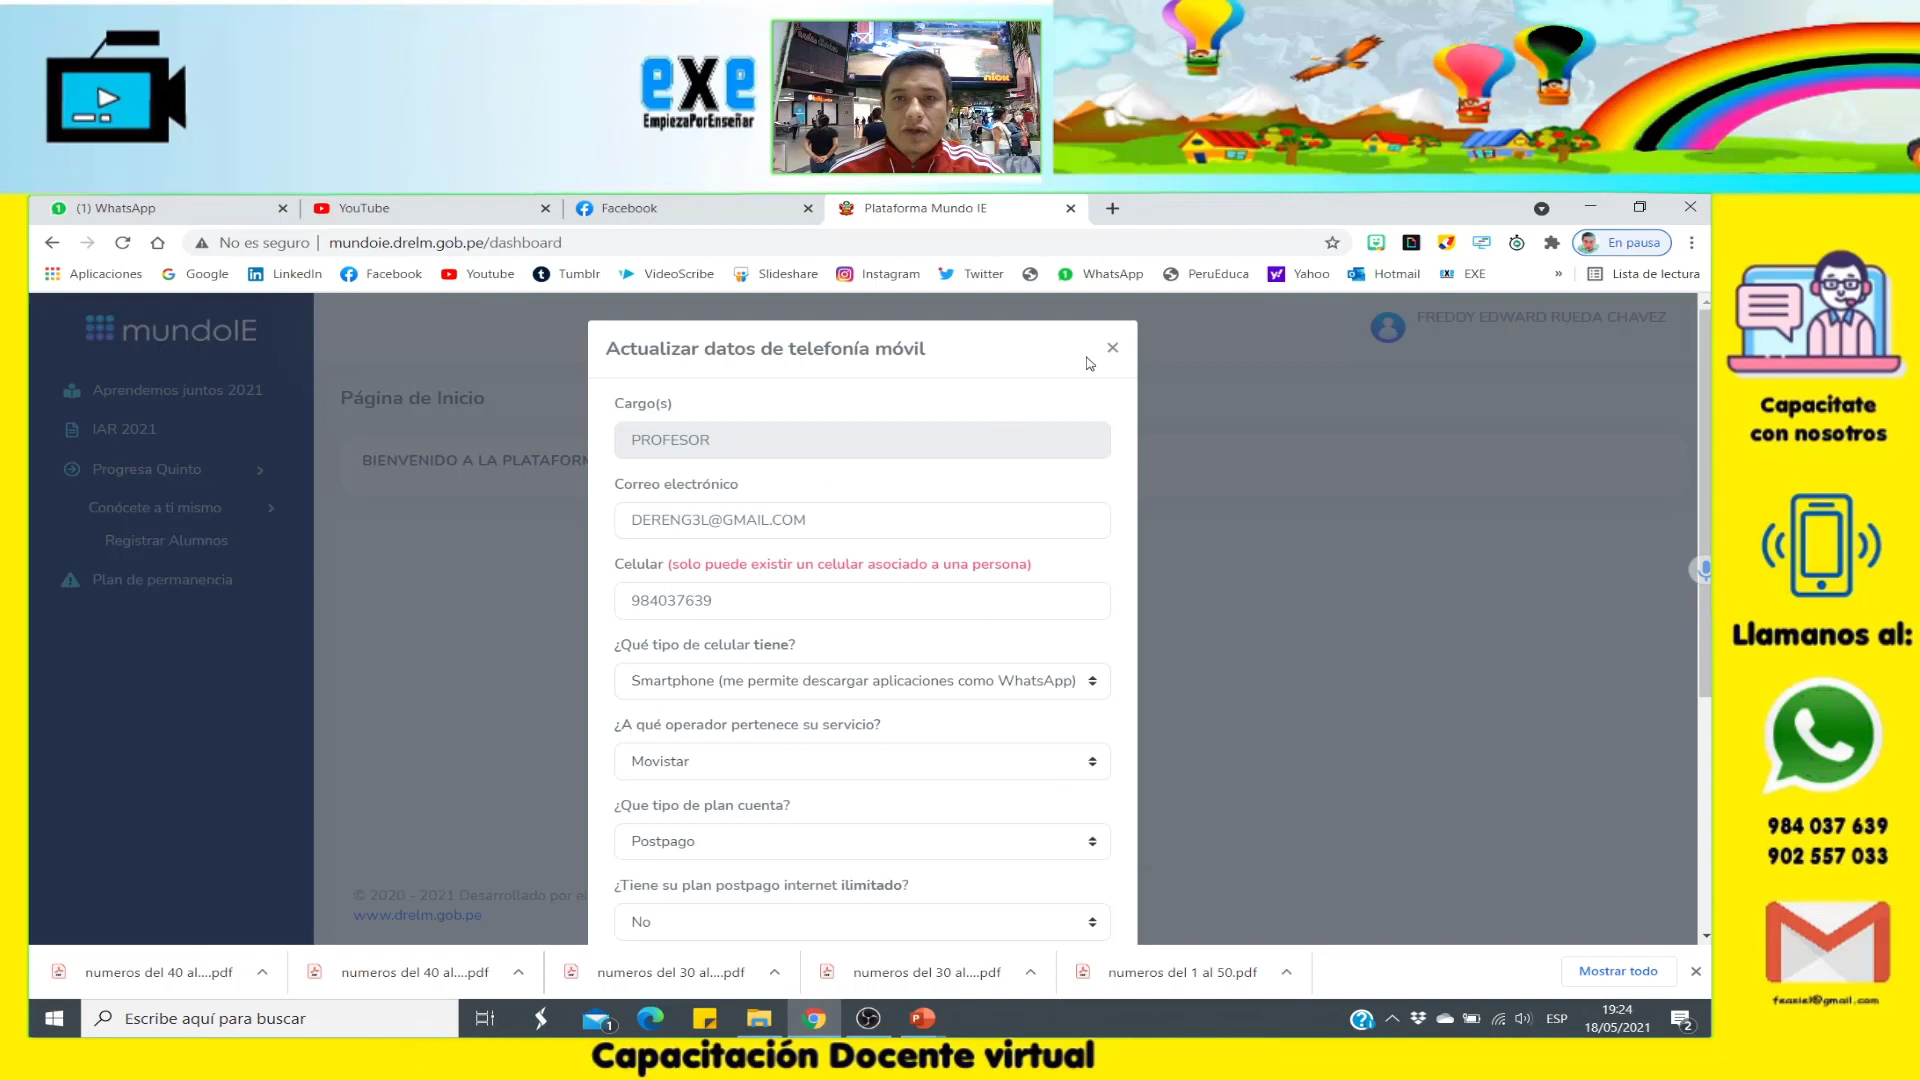 exe
EmpiezaPorEnseñar
nick
(1) WhatsApp
YouTube
Facebook
Plataforma Mundo IE
No es seguro | mundoie.drelm.gob.pe/dashboard
En pausa
Aplicaciones
Google
LinkedIn
Facebook
Youtube
Tumblr
VideoScribe
Slideshare
Instagram
Twitter
WhatsApp
PeruEduca
Yahoo
Hotmail
EXE
»
Lista de lectura
mundoIE
Aprendemos juntos 2021
IAR 2021
Progresa Quinto
Conócete a ti mismo
Registrar Alumnos
Plan de permanencia
FREDDY EDWARD RUEDA CHAVEZ
Página de Inicio
BIENVENIDO A LA PLATAFORM
© 2020 - 2021 Desarrollado por el
www.drelm.gob.pe
Actualizar datos de telefonía móvil
Cargo(s)
PROFESOR
Correo electrónico
DERENG3L@GMAIL.COM
Celular (solo puede existir un celular asociado a una persona)
984037639
¿Qué tipo de celular tiene?
Smartphone (me permite descargar aplicaciones como WhatsApp)
¿A qué operador pertenece su servicio?
Movistar
¿Que tipo de plan cuenta?
Postpago
¿Tiene su plan postpago internet ilimitado?
No
numeros del 40 al....pdf
numeros del 40 al....pdf
numeros del 30 al....pdf
numeros del 30 al....pdf
numeros del 1 al 50.pdf
Mostrar todo
Escribe aquí para buscar
1
ESP
19:24
18/05/2021
2
Capacitate
con nosotros
Llamanos al:
984 037 639
902 557 033
Capacitación Docente virtual